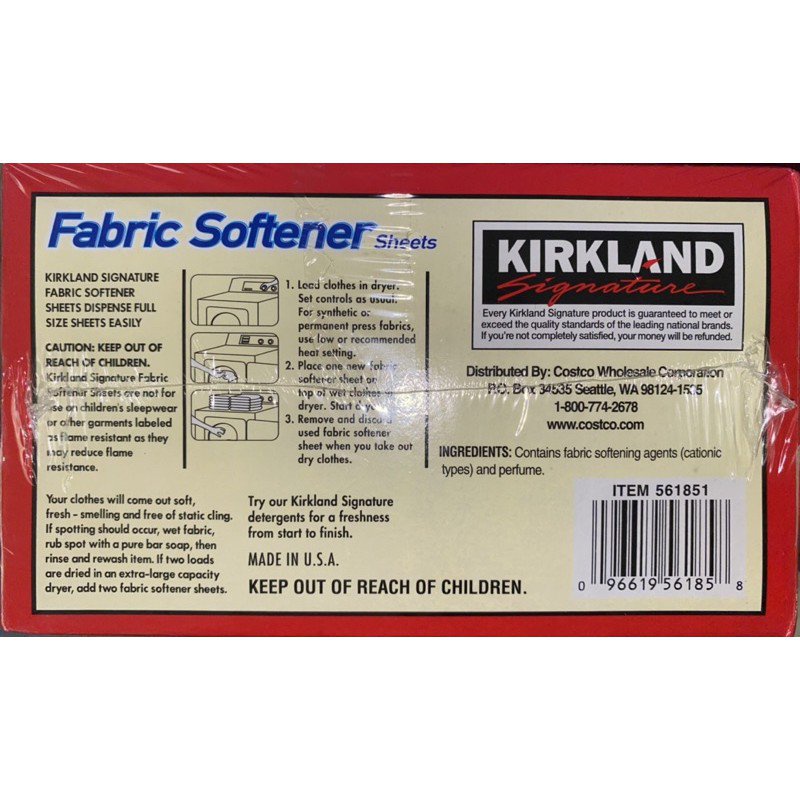 Fabric Softener Sheets
KIRKLAND SIGNATURE
FABRIC SOFTENER
SHEETS DISPENSE FULL
SIZE SHEETS EASILY
CAUTION: KEEP OUT OF
REACH OF CHILDREN.
Kirkland Signature Fabric
Softener Sheets are not for
use on children's sleepwear
or other garments labeled
as flame resistant as they
may reduce flame
resistance.
1. Load clothes in dryer.
Set controls as usual.
For synthetic or
permanent press fabrics,
use low or recommended
heat setting.
2. Place one new fabric
softener sheet on
top of wet clothes in
dryer. Start dryer.
3. Remove and discard
used fabric softener
sheet when you take out
dry clothes.
Your clothes will come out soft,
fresh - smelling and free of static cling.
If spotting should occur, wet fabric,
rub spot with a pure bar soap, then
rinse and rewash item. If two loads
are dried in an extra-large capacity
dryer, add two fabric softener sheets.
Try our Kirkland Signature
detergents for a freshness
from start to finish.
MADE IN U.S.A.
KEEP OUT OF REACH OF CHILDREN.
KIRKLAND
Signature
Every Kirkland Signature product is guaranteed to meet or
exceed the quality standards of the leading national brands.
If you're not completely satisfied, your money will be refunded.
Distributed By: Costco Wholesale Corporation
P.O. Box 34535 Seattle, WA
1-800-774-2678
www.costco.com
INGREDIENTS: Contains fabric softening agents (cationic
types) and perfume.
ITEM 561851
0 96619 56185 8